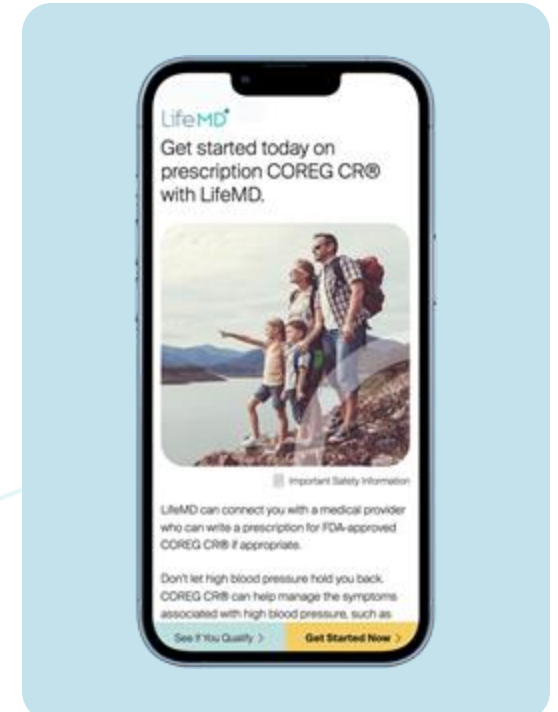 LifeMD
Get started today on
prescription COREG CR®
with LifeMD.
Important Safety Information
LifeMD can connect you with a medical provider
who can write a prescription for FDA-approved
COREG CR® if appropriate.
Don't let high blood pressure hold you back.
COREG CR® can help manage the symptoms
associated with high blood pressure, such as
See If You Qualify >
Get Started Now >